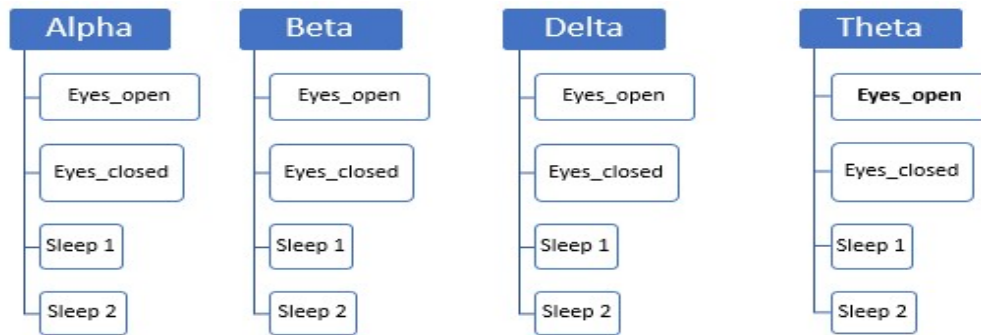 Alpha
Eyes_open
Eyes_closed
Sleep 1
Sleep 2
Beta
Eyes_open
Eyes_closed
Sleep 1
Sleep 2
Delta
Eyes_open
Eyes_closed
Sleep 1
Sleep 2
Theta
Eyes_open
Eyes_closed
Sleep 1
Sleep 2